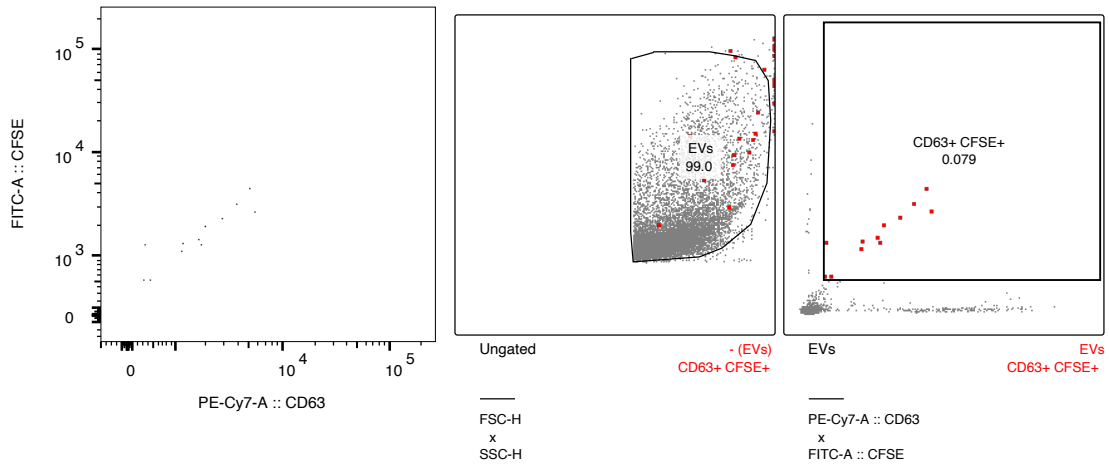 10^5
10^4
10^3
0
FITC-A :: CFSE
0
10^4
10^5
PE-Cy7-A :: CD63
EVs
99.0
Ungated
- (EVs)
CD63+ CFSE+
FSC-H
x
SSC-H
CD63+ CFSE+
0.079
EVs
EVs
CD63+ CFSE+
PE-Cy7-A :: CD63
x
FITC-A :: CFSE